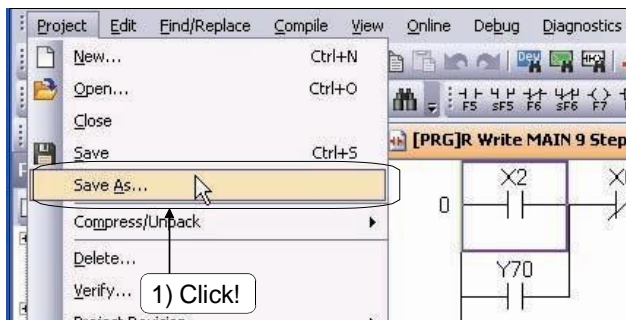 Project Edit Find/Replace Compile View Online Debug Diagnostics
New... Ctrl+N
Open... Ctrl+O
Close
Save Ctrl+S
Save As...
Compress/Unpack
Delete...
Verify...
1) Click!
F5 sF5 F6 sF6 F7
[PRG]R Write MAIN 9 Step
X2
0
Y70